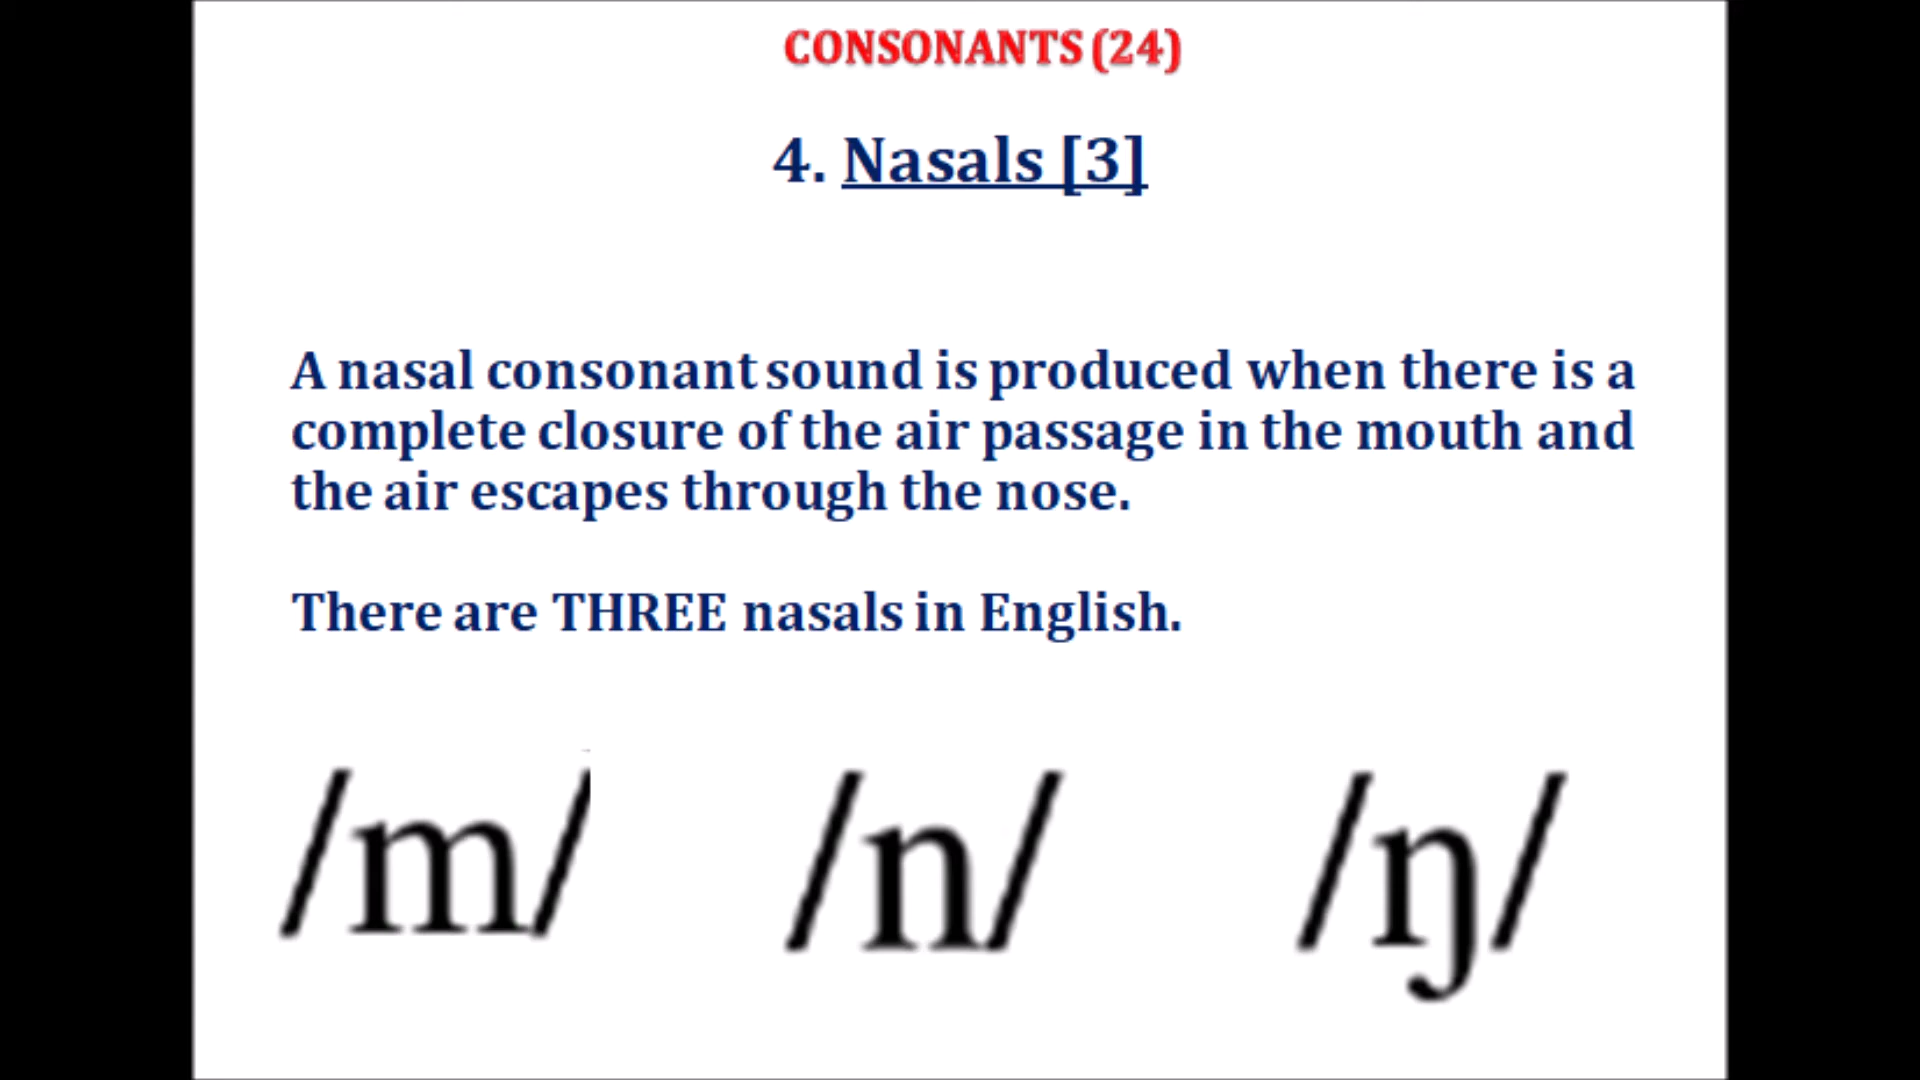 CONSONANTS (24)
4. Nasals [3]
A nasal consonant sound is produced when there is a
complete closure of the air passage in the mouth and
the air escapes through the nose.
There are THREE nasals in English.
/m/ /n/ /ŋ/